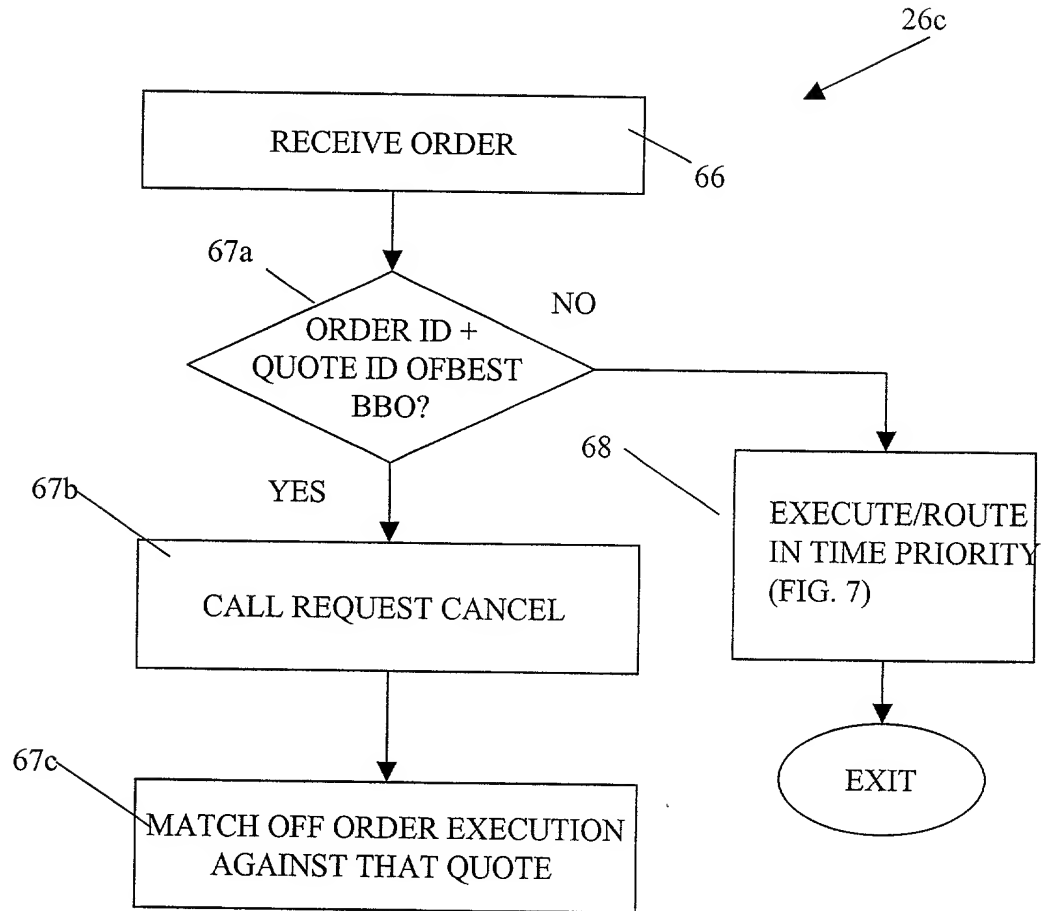 26c
RECEIVE ORDER
66
67a
NO
ORDER ID +
QUOTE ID OFBEST
BBO?
68
YES
67b
EXECUTE/ROUTE
IN TIME PRIORITY
(FIG. 7)
CALL REQUEST CANCEL
67c
EXIT
MATCH OFF ORDER EXECUTION
AGAINST THAT QUOTE